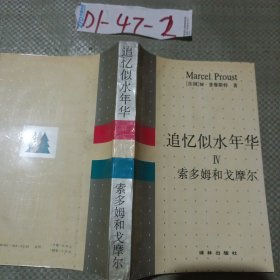 D1-47-2
追忆似水年华
索多姆和戈摩尔
Marcel Proust
[法国]M·普鲁斯特 著
追忆似水年华
IV
索多姆和戈摩尔
译林出版社